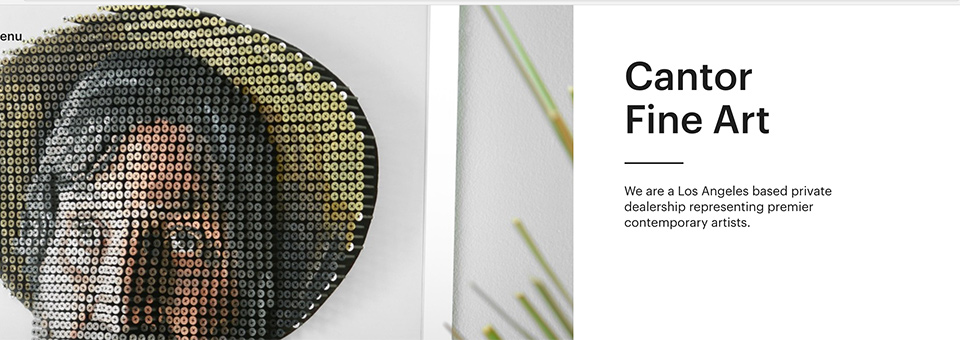 enu
Cantor
Fine Art
We are a Los Angeles based private
dealership representing premier
contemporary artists.